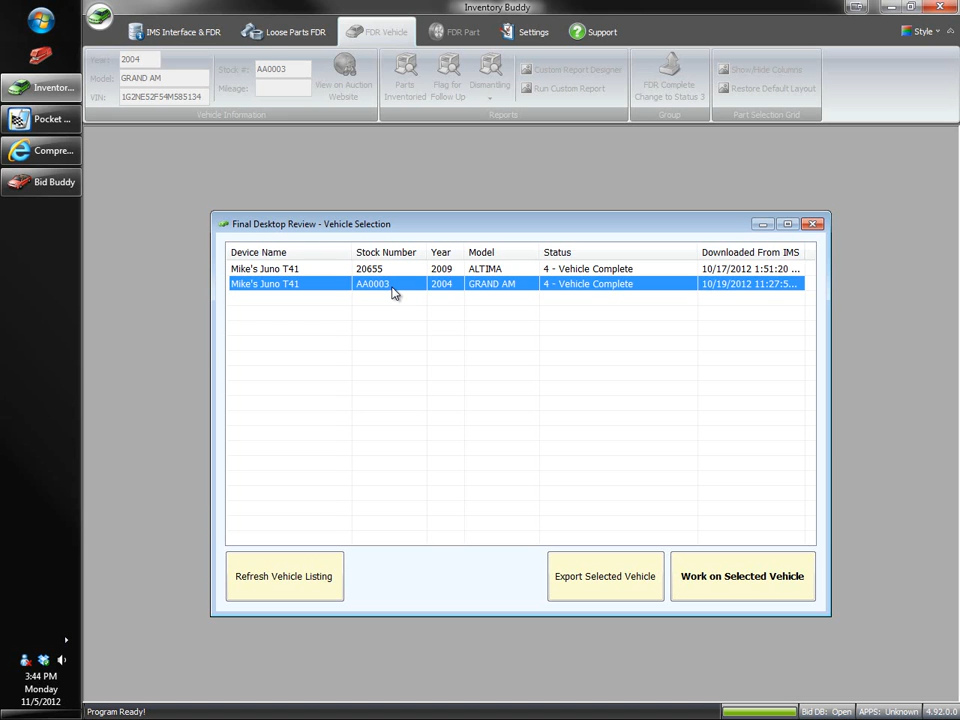 Inventory Buddy
IMS Interface & FDR
Loose Parts FDR
FDR Vehicle
FDR Part
Settings
Support
Style
Year: 2004
Model: GRAND AM
VIN: 1G2NE52F54M585134
Stock #: AA0003
Mileage:
View on Auction Website
Vehicle Information
Parts Inventoried
Flag for Follow Up
Dismantling
Custom Report Designer
Run Custom Report
Reports
FDR Complete Change to Status 3
Group
Show/Hide Columns
Restore Default Layout
Part Selection Grid
Inventor...
Pocket ...
Compre...
Bid Buddy
Final Desktop Review - Vehicle Selection
Device Name Stock Number Year Model Status Downloaded From IMS
Mike's Juno T41 20655 2009 ALTIMA 4 - Vehicle Complete 10/17/2012 1:51:20 ...
Mike's Juno T41 AA0003 2004 GRAND AM 4 - Vehicle Complete 10/19/2012 11:27:5...
Refresh Vehicle Listing
Export Selected Vehicle
Work on Selected Vehicle
3:44 PM
Monday
11/5/2012
Program Ready!
Bid DB: Open
APPS: Unknown
4.92.0.0